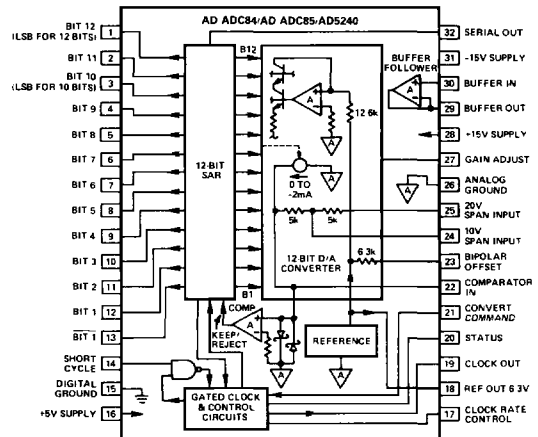 AD ADC84/AD ADC85/AD5240
BIT 12
(LSB FOR 12 BITS)
1
BIT 11
2
BIT 10
(LSB FOR 10 BITS)
3
BIT 9
4
BIT 8
5
BIT 7
6
BIT 6
7
BIT 5
8
BIT 4
9
BIT 3
10
BIT 2
11
BIT 1
12
BIT 1
13
SHORT
CYCLE
14
DIGITAL
GROUND
15
+5V SUPPLY
16
12-BIT
SAR
B12
B1
A
12 6k
A
0 TO
-2mA
A
5k
5k
6.3k
12-BIT D/A
CONVERTER
COMP
A
KEEP/
REJECT
A
REFERENCE
A
GATED CLOCK
& CONTROL
CIRCUITS
BUFFER
FOLLOWER
A
A
32
SERIAL OUT
31
-15V SUPPLY
30
BUFFER IN
29
BUFFER OUT
28
+15V SUPPLY
27
GAIN ADJUST
26
ANALOG
GROUND
25
20V
SPAN INPUT
24
10V
SPAN INPUT
23
BIPOLAR
OFFSET
22
COMPARATOR
IN
21
CONVERT
COMMAND
20
STATUS
19
CLOCK OUT
18
REF OUT 6 3V
17
CLOCK RATE
CONTROL